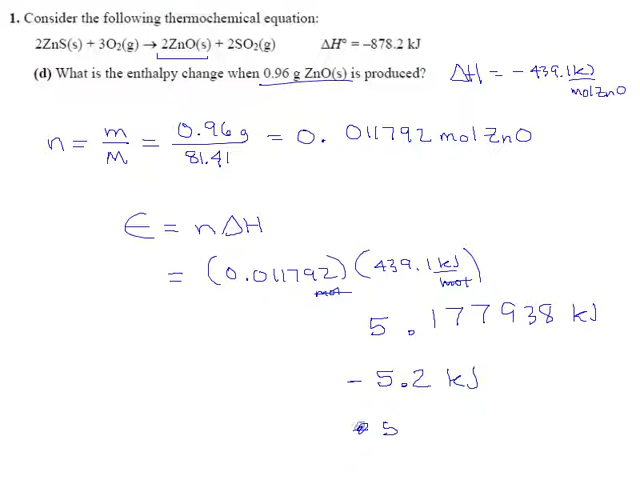 1. Consider the following thermochemical equation:
2ZnS(s) + 3O₂(g) → 2ZnO(s) + 2SO₂(g) ΔH° = –878.2 kJ
(d) What is the enthalpy change when 0.96 g ZnO(s) is produced? ΔH = -439.1 kJ/mol ZnO
n = m/M = 0.96 g/81.41 = 0.011792 mol ZnO
E = nΔH
= (0.011792 mol)(439.1 kJ/mol)
5.177938 kJ
- 5.2 kJ
5